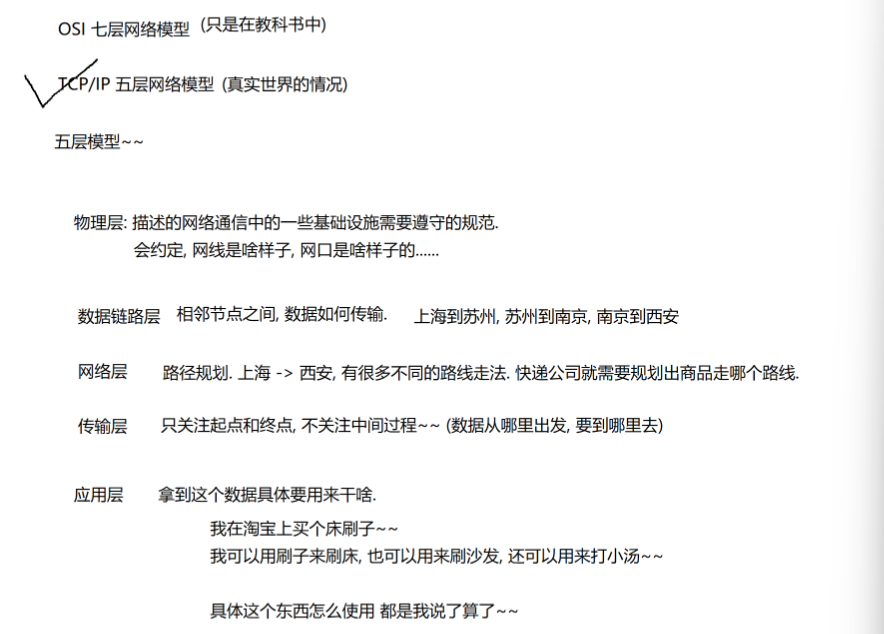 OSI 七层网络模型 (只是在教科书中)
TCP/IP 五层网络模型 (真实世界的情况)
五层模型~~
物理层: 描述的网络通信中的一些基础设施需要遵守的规范.
会约定, 网线是啥样子, 网口是啥样子的......
数据链路层 相邻节点之间, 数据如何传输. 上海到苏州, 苏州到南京, 南京到西安
网络层 路径规划. 上海 -> 西安, 有很多不同的路线走法. 快递公司就需要规划出商品走哪个路线.
传输层 只关注起点和终点, 不关注中间过程~~ (数据从哪里出发, 要到哪里去)
应用层 拿到这个数据具体要用来干啥.
我在淘宝上买个床刷子~~
我可以用刷子来刷床, 也可以用来刷沙发, 还可以用来打小汤~~
具体这个东西怎么使用 都是我说了算了~~